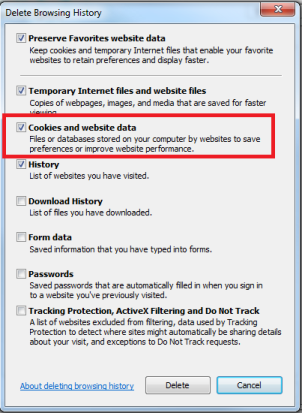 Delete Browsing History
Preserve Favorites website data
Keep cookies and temporary Internet files that enable your favorite
websites to retain preferences and display faster.
Temporary Internet files and website files
Copies of webpages, images, and media that are saved for faster
viewing.
Cookies and website data
Files or databases stored on your computer by websites to save
preferences or improve website performance.
History
List of websites you have visited.
Download History
List of files you have downloaded.
Form data
Saved information that you have typed into forms.
Passwords
Saved passwords that are automatically filled in when you sign in
to a website you've previously visited.
Tracking Protection, ActiveX Filtering and Do Not Track
A list of websites excluded from filtering, data used by Tracking
Protection to detect where sites might automatically be sharing details
about your visit, and exceptions to Do Not Track requests.
About deleting browsing history Delete Cancel